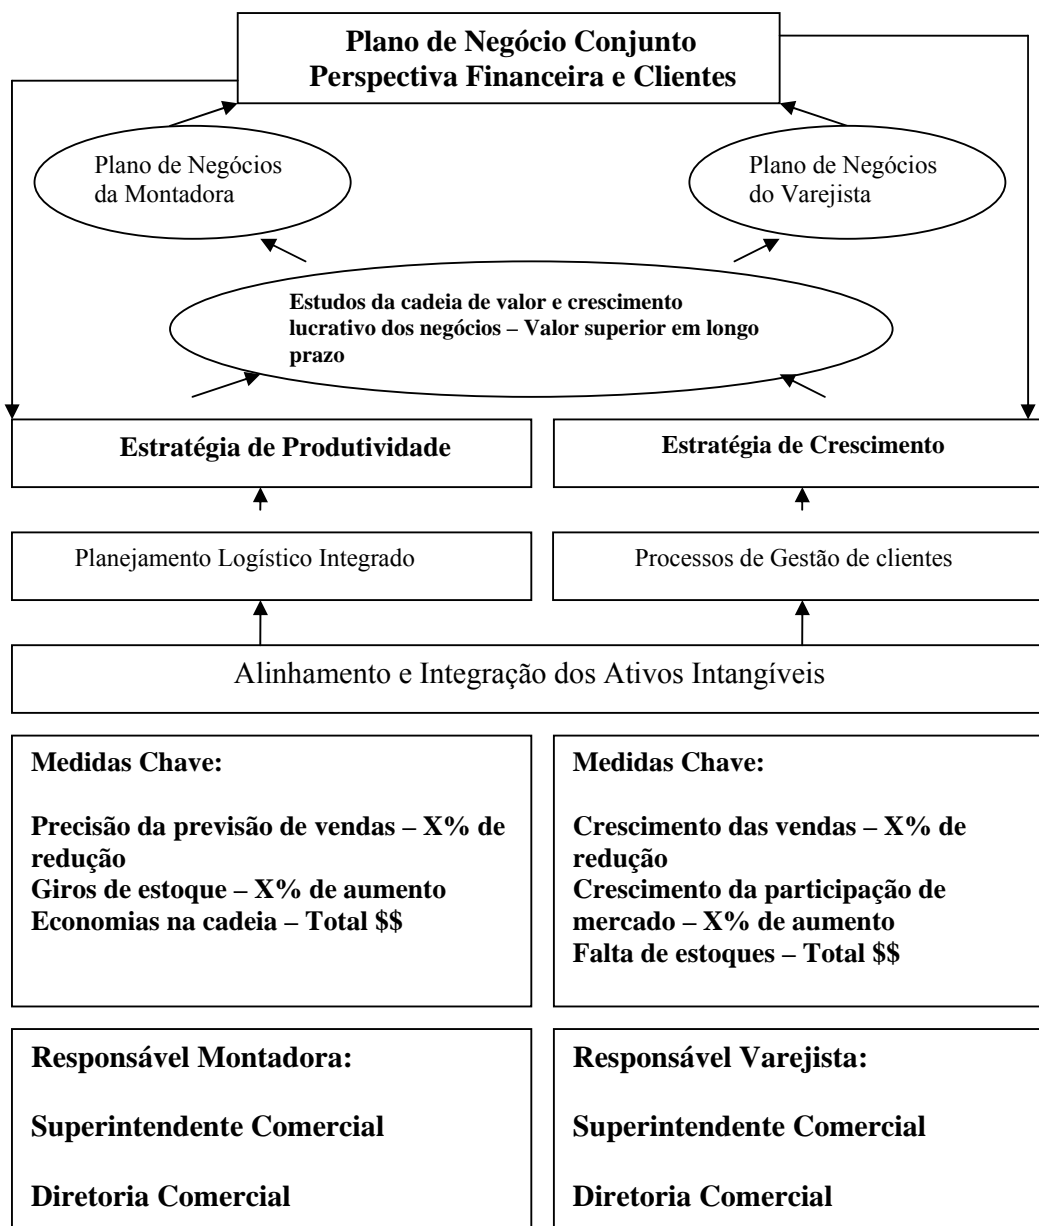 Plano de Negócio Conjunto
Perspectiva Financeira e Clientes
Plano de Negócios
da Montadora
Plano de Negócios
do Varejista
Estudos da cadeia de valor e crescimento
lucrativo dos negócios – Valor superior em longo
prazo
Estratégia de Produtividade
Estratégia de Crescimento
Planejamento Logístico Integrado
Processos de Gestão de clientes
Alinhamento e Integração dos Ativos Intangíveis
Medidas Chave:
Precisão da previsão de vendas – X% de
redução
Giros de estoque – X% de aumento
Economias na cadeia – Total $$
Medidas Chave:
Crescimento das vendas – X% de
redução
Crescimento da participação de
mercado – X% de aumento
Falta de estoques – Total $$
Responsável Montadora:
Superintendente Comercial
Diretoria Comercial
Responsável Varejista:
Superintendente Comercial
Diretoria Comercial